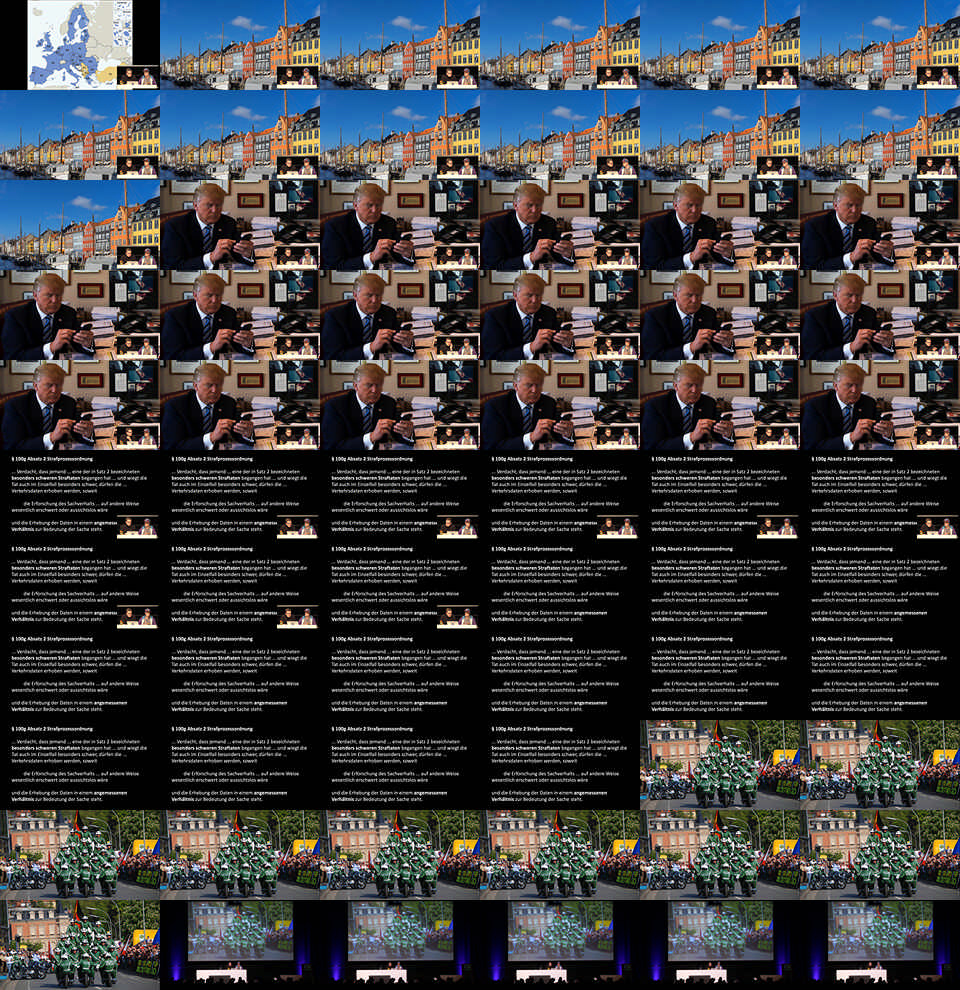 § 100g Absatz 2 Strafprozessordnung
... Verdacht, dass jemand ... eine der in Satz 2 bezeichneten
besonders schweren Straftaten begangen hat ... und wiegt die
Tat auch im Einzelfall besonders schwer, dürfen die ...
Verkehrsdaten erhoben werden, soweit
die Erforschung des Sachverhalts ... auf andere Weise
wesentlich erschwert oder aussichtslos wäre
und die Erhebung der Daten in einem angemessenen
Verhältnis zur Bedeutung der Sache steht.